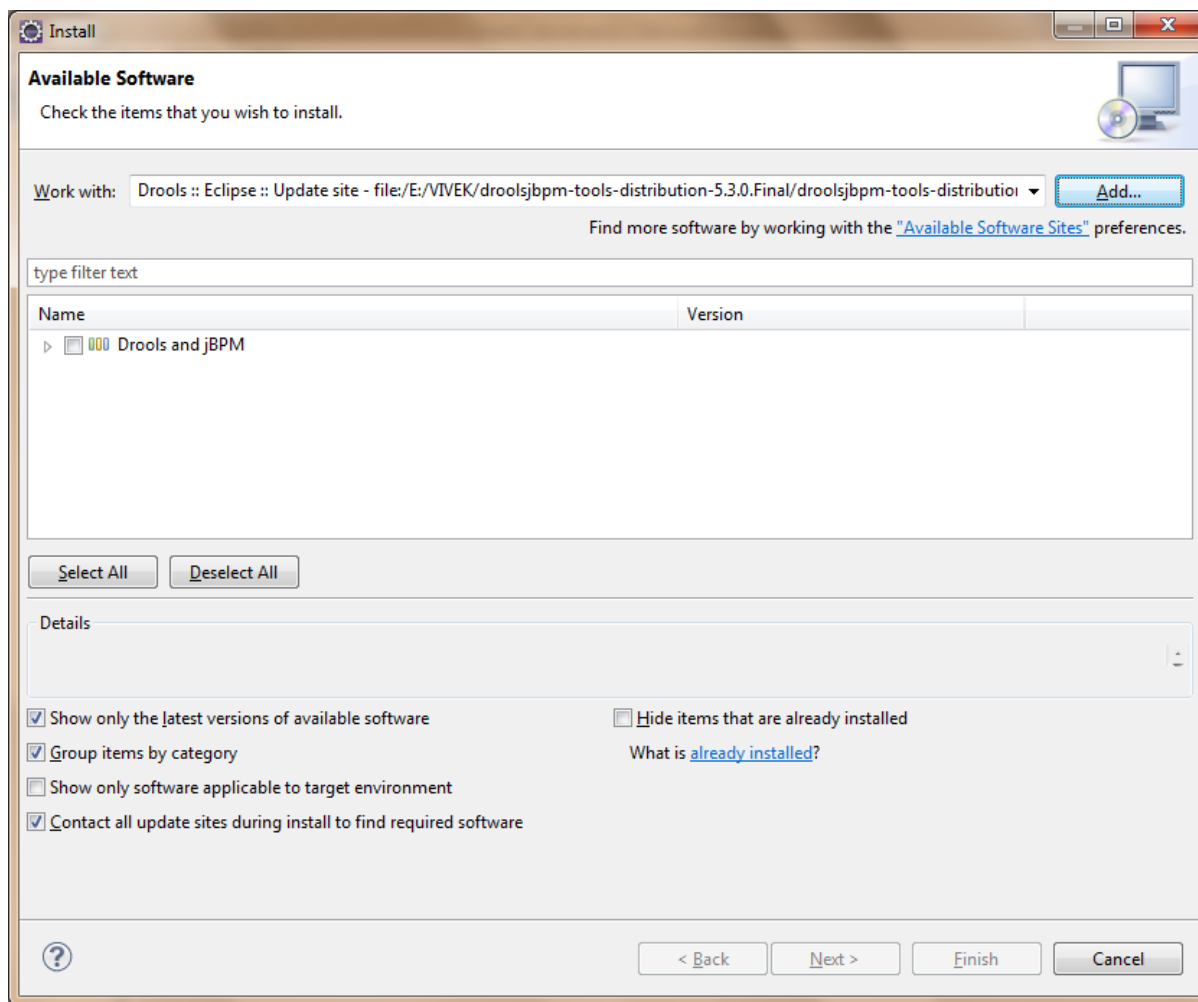 Install
Available Software
Check the items that you wish to install.
Work with: Drools :: Eclipse :: Update site - file:/E:/VIVEK/droolsjbpm-tools-distribution-5.3.0.Final/droolsjbpm-tools-distribution Add...
Find more software by working with the "Available Software Sites" preferences.
type filter text
Name Version
Drools and jBPM
Select All Deselect All
Details
Show only the latest versions of available software Hide items that are already installed
Group items by category What is already installed?
Show only software applicable to target environment
Contact all update sites during install to find required software
? < Back Next > Finish Cancel